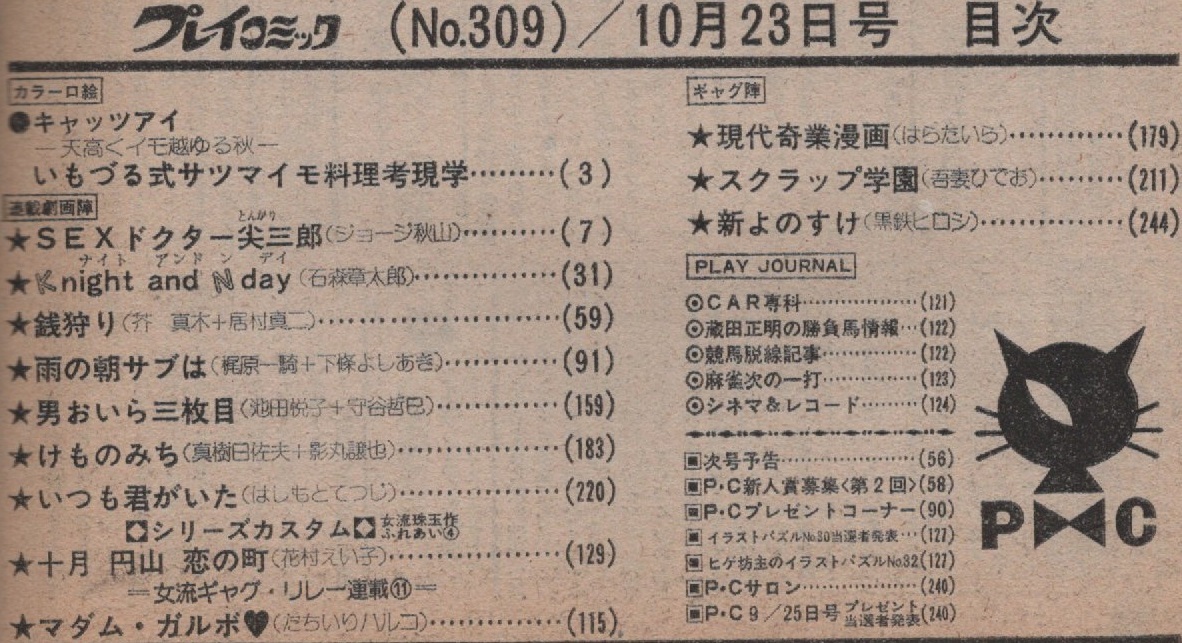 プレイコミック (No.309)／10月23日号 目次
カラー口絵
●キャッツアイ
—天高くイモ越ゆる秋—
いもづる式サツマイモ料理考現学………(3)
連載劇画陣
とんがり
★SEXドクター尖三郎(ジョージ秋山)………(7)
ナイト アンド ン デイ
★Knight and Nday(石森章太郎)………(31)
★銭狩り(芥 真木＋居村真二)………(59)
★雨の朝サブは(梶原一騎＋下條よしあき)………(91)
★男おいら三枚目(池田悦子＋守谷哲巳)………(159)
★けものみち(真樹日佐夫＋影丸譲也)………(183)
★いつも君がいた(はしもとてつじ)………(220)
シリーズカスタム 女流珠玉作 ふれあい④
★十月 円山 恋の町(花村えい子)………(129)
＝女流ギャグ・リレー連載⑪＝
★マダム・ガルボ♥(たちいりハルコ)………(115)
ギャグ陣
★現代奇業漫画(はらたいら)………(179)
★スクラップ学園(吾妻ひでお)………(211)
★新よのすけ(黒鉄ヒロシ)………(244)
PLAY JOURNAL
◉CAR専科………(121)
◉蔵田正明の勝負馬情報…(122)
◉競馬脱線記事………(122)
◉麻雀次の一打………(123)
◉シネマ&レコード………(124)
▣次号予告………(56)
▣P・C新人賞募集〈第2回〉(58)
▣P・Cプレゼントコーナー(90)
▣イラストパズルNo.30当選者発表…(127)
▣ヒゲ坊主のイラストパズルNo.32(127)
▣P・Cサロン………(240)
▣P・C9／25日号プレゼント当選者発表(240)
P C